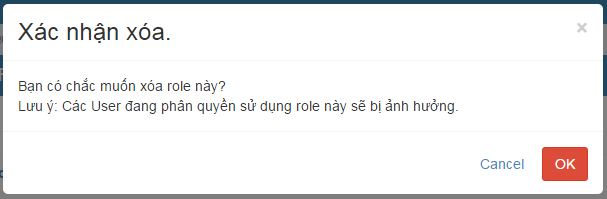 Xác nhận xóa.
×
Bạn có chắc muốn xóa role này?
Lưu ý: Các User đang phân quyền sử dụng role này sẽ bị ảnh hưởng.
Cancel OK